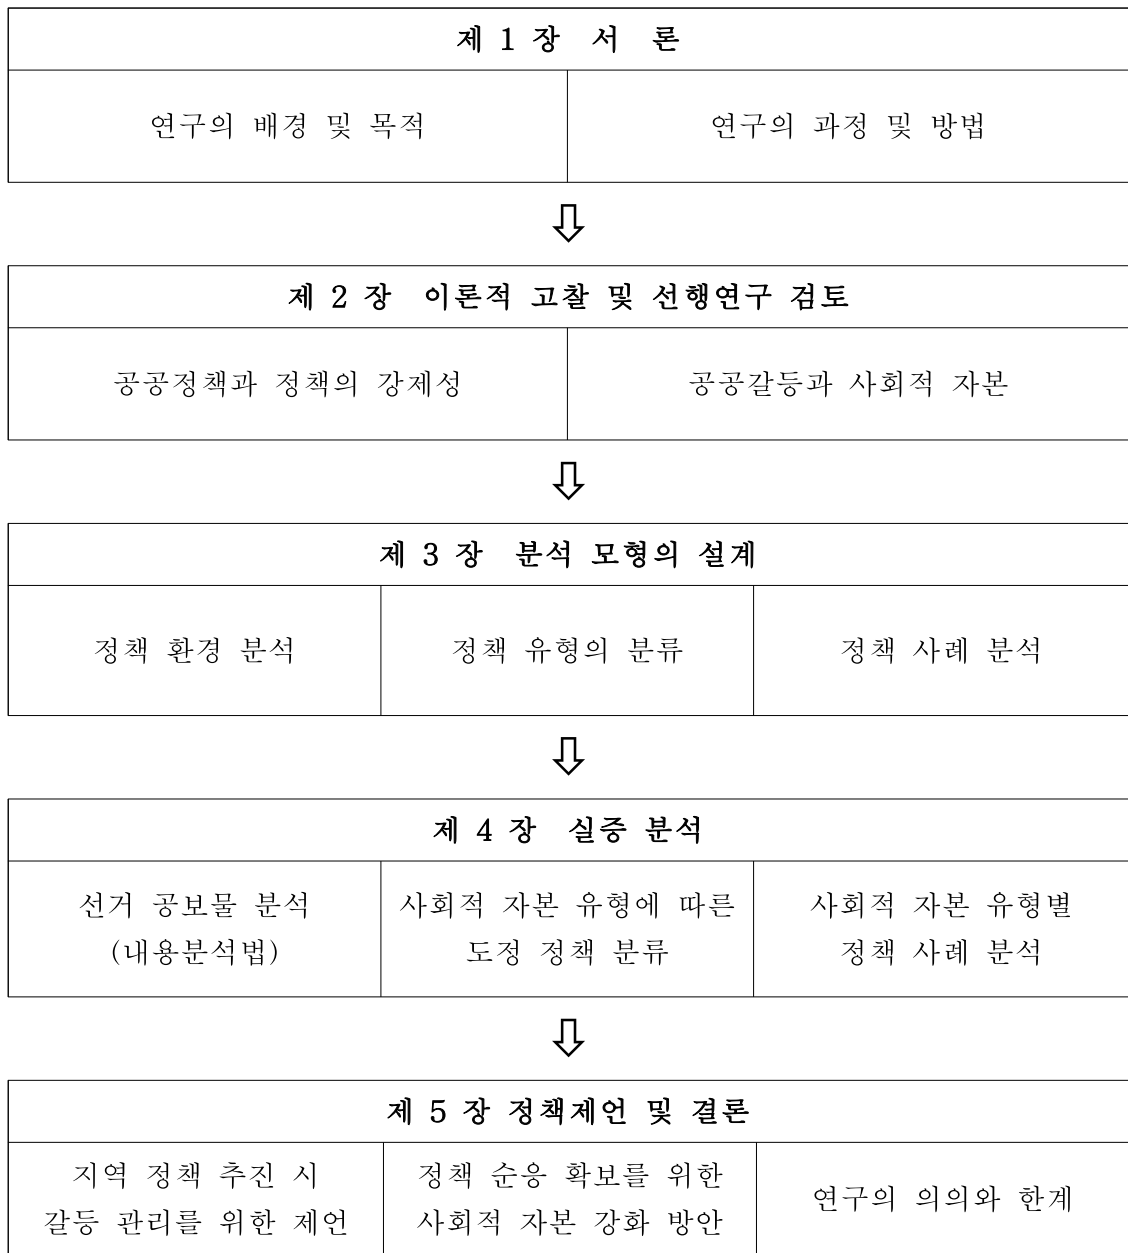 제 1 장 서 론
연구의 배경 및 목적
연구의 과정 및 방법
제 2 장 이론적 고찰 및 선행연구 검토
공공정책과 정책의 강제성
공공갈등과 사회적 자본
제 3 장 분석 모형의 설계
정책 환경 분석
정책 유형의 분류
정책 사례 분석
제 4 장 실증 분석
선거 공보물 분석
(내용분석법)
사회적 자본 유형에 따른
도정 정책 분류
사회적 자본 유형별
정책 사례 분석
제 5 장 정책제언 및 결론
지역 정책 추진 시
갈등 관리를 위한 제언
정책 순응 확보를 위한
사회적 자본 강화 방안
연구의 의의와 한계